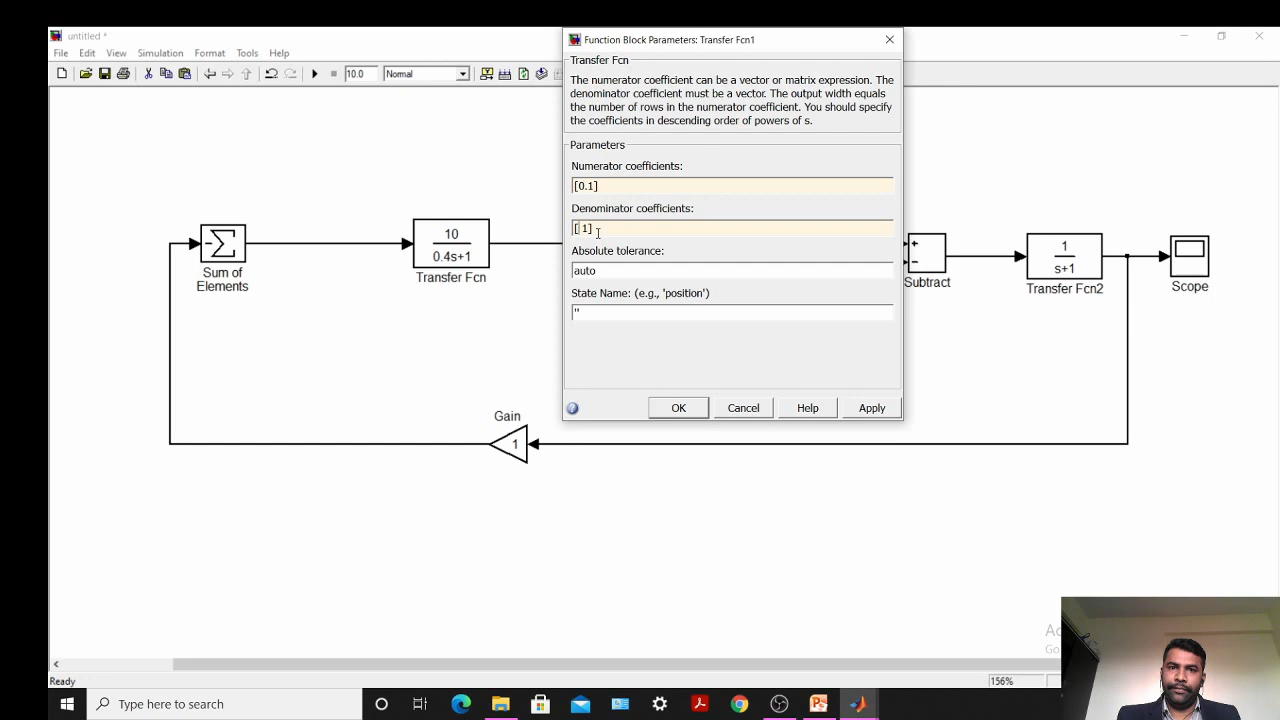 untitled *
Function Block Parameters: Transfer Fcn1
File Edit View Simulation Format Tools Help
10.0 Normal
Transfer Fcn
The numerator coefficient can be a vector or matrix expression. The
denominator coefficient must be a vector. The output width equals
the number of rows in the numerator coefficient. You should specify
the coefficients in descending order of powers of s.
Parameters
Numerator coefficients:
[0.1]
Denominator coefficients:
[ 1]
Absolute tolerance:
auto
State Name: (e.g., 'position')
''
OK Cancel Help Apply
Sum of
Elements
10
0.4s+1
Transfer Fcn
+
−
Subtract
1
s+1
Transfer Fcn2
Scope
Gain
1
Ready
156%
Type here to search